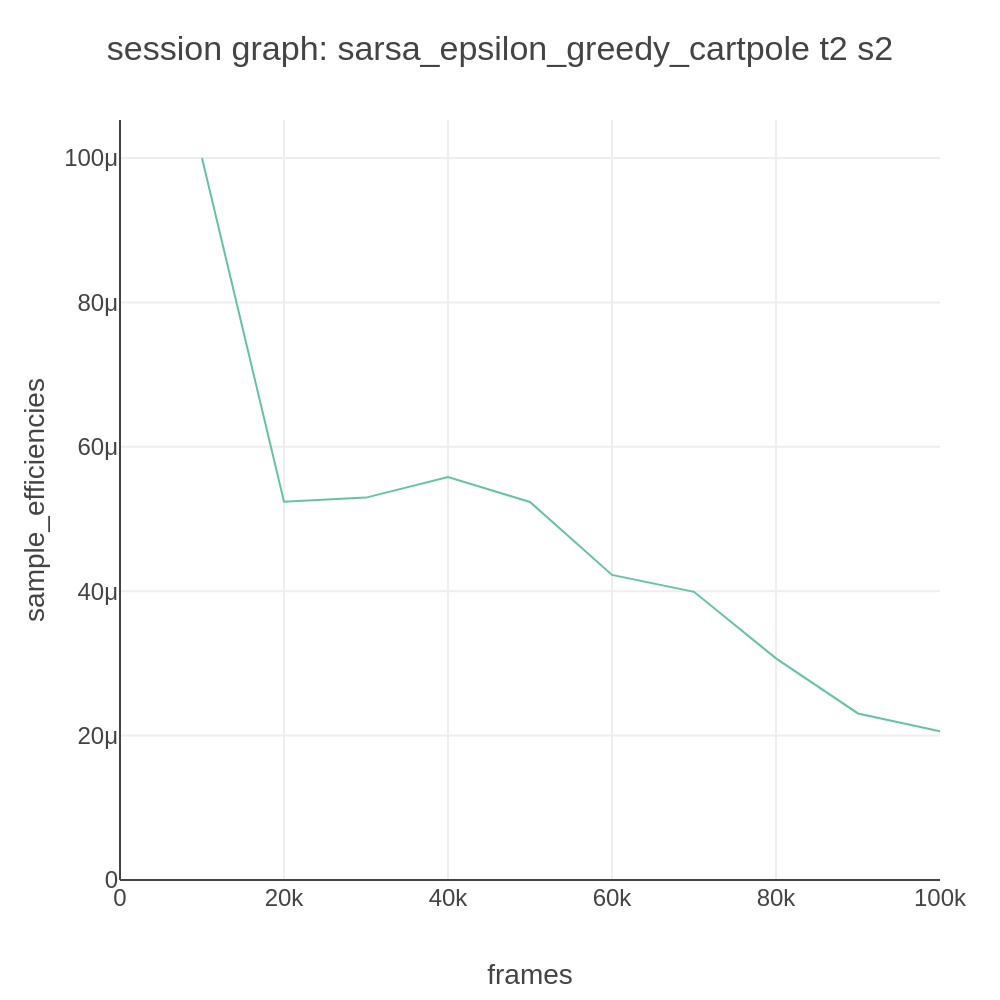 session graph: sarsa_epsilon_greedy_cartpole t2 s2
100μ
80μ
60μ
40μ
20μ
0
sample_efficiencies
0 20k 40k 60k 80k 100k
frames